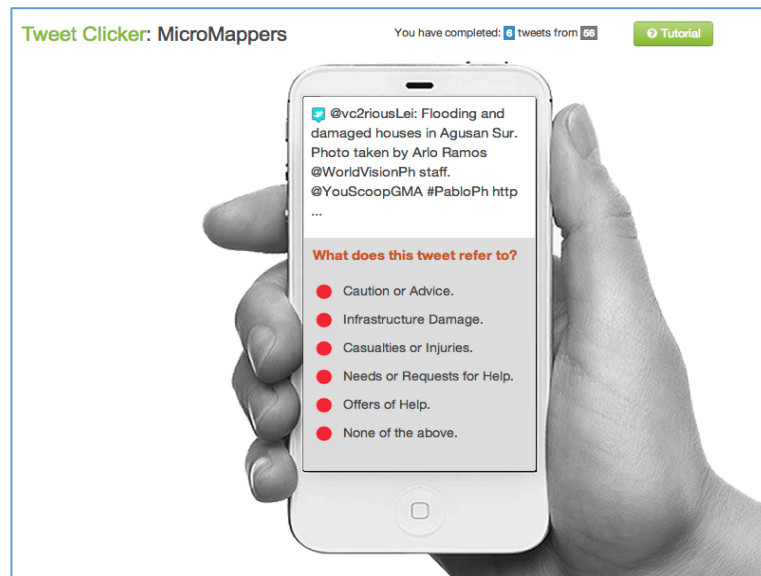 Tweet Clicker: MicroMappers
You have completed: 6 tweets from 56
Tutorial
@vc2riousLei: Flooding and
damaged houses in Agusan Sur.
Photo taken by Arlo Ramos
@WorldVisionPh staff.
@YouScoopGMA #PabloPh http
...
What does this tweet refer to?
Caution or Advice.
Infrastructure Damage.
Casualties or Injuries.
Needs or Requests for Help.
Offers of Help.
None of the above.